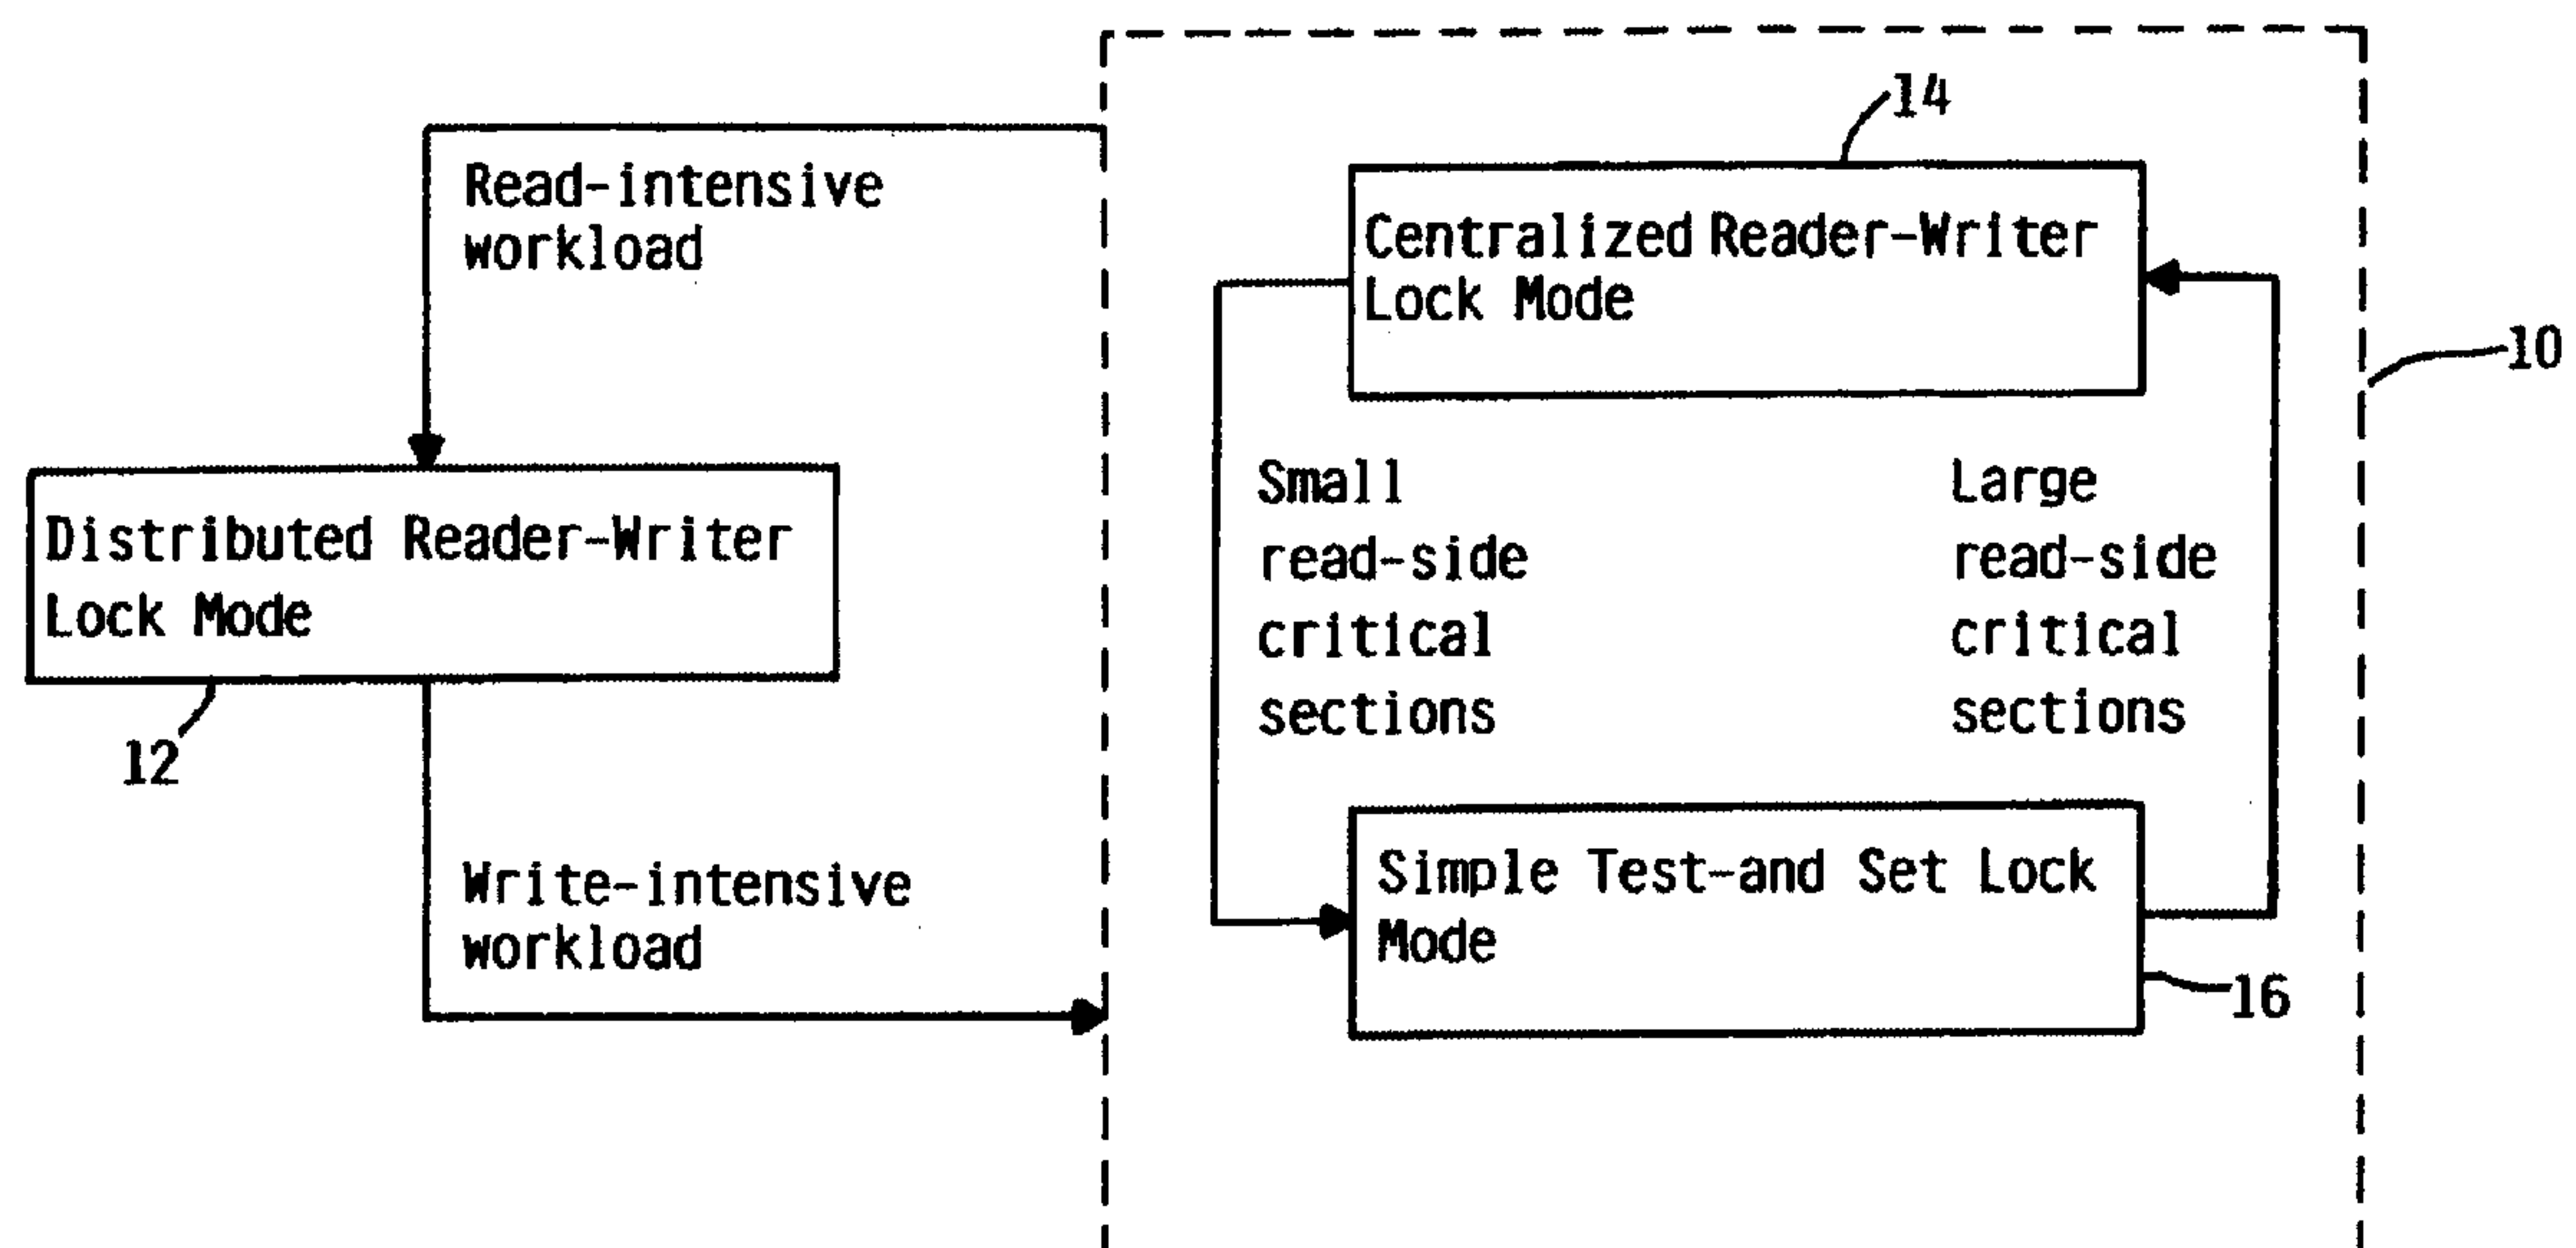 14
Read-intensive
workload
Centralized Reader-Writer
Lock Mode
10
Distributed Reader-Writer
Lock Mode
12
Small
read-side
critical
sections
Large
read-side
critical
sections
Write-intensive
workload
Simple Test-and Set Lock
Mode
16